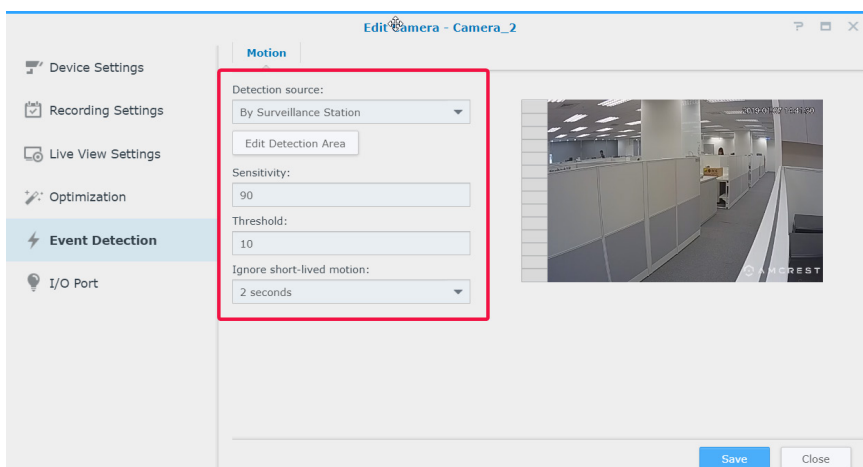 Edit Camera - Camera_2
Motion
Device Settings
Recording Settings
Live View Settings
Optimization
Event Detection
I/O Port
Detection source:
By Surveillance Station
Edit Detection Area
Sensitivity:
90
Threshold:
10
Ignore short-lived motion:
2 seconds
AMCREST
Save
Close